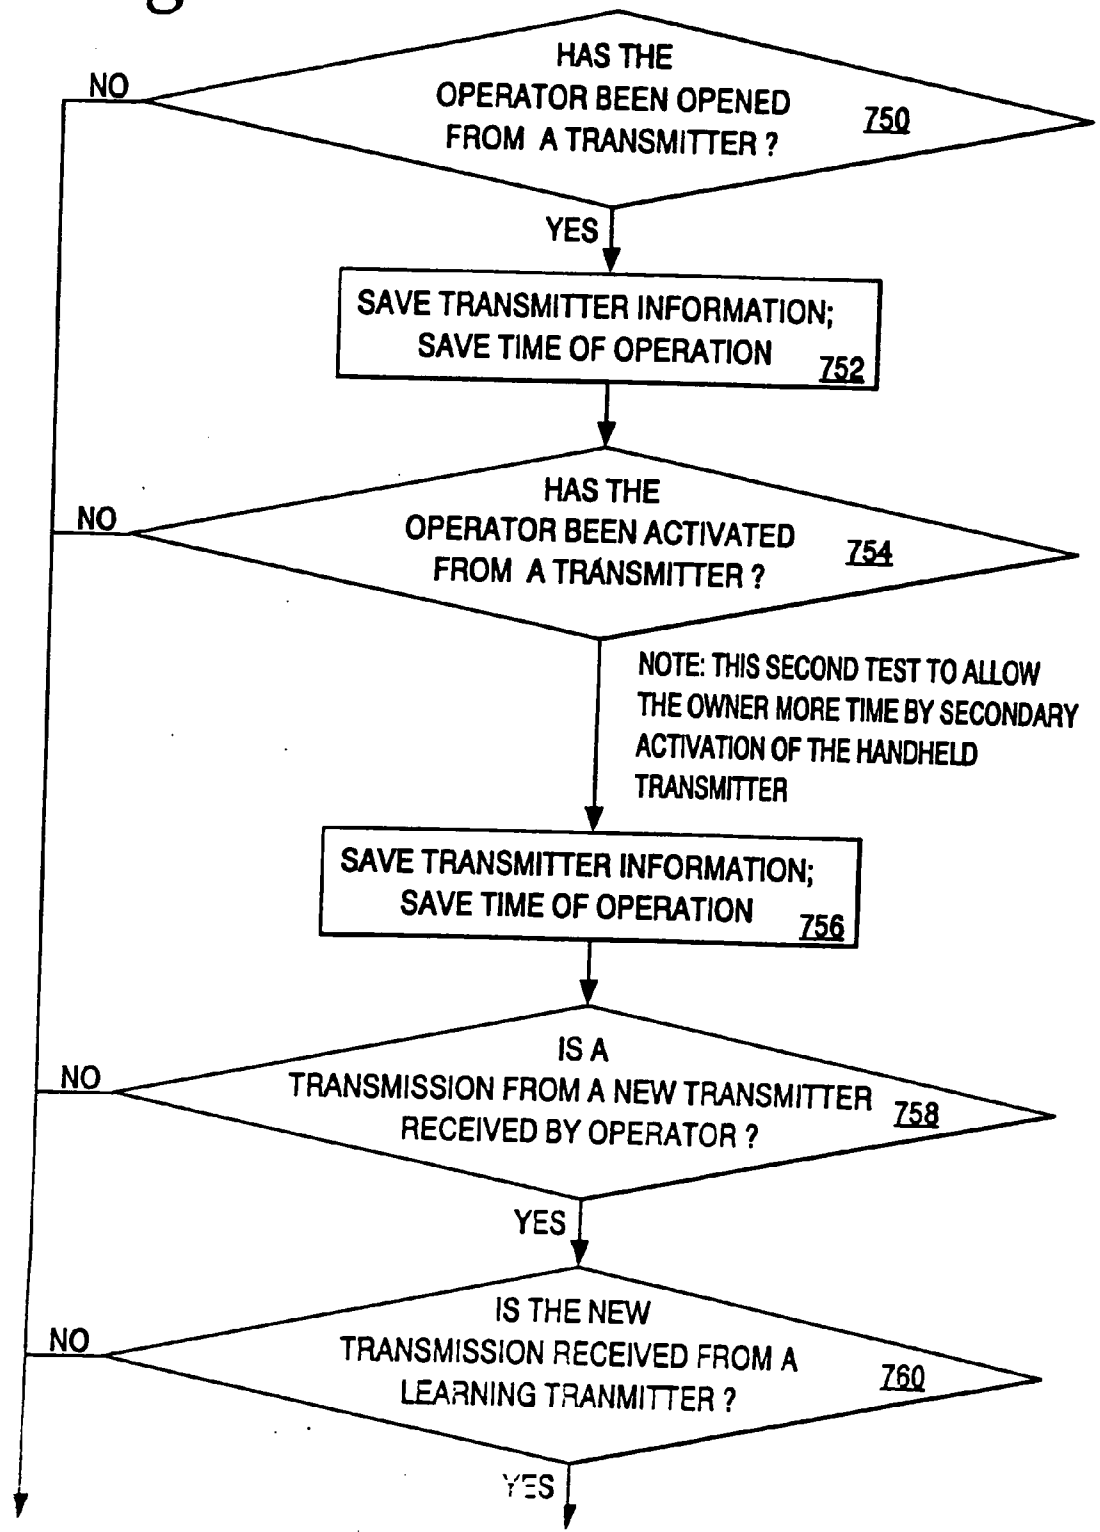 HAS THE
OPERATOR BEEN OPENED
FROM A TRANSMITTER ?
750
NO
YES
SAVE TRANSMITTER INFORMATION;
SAVE TIME OF OPERATION
752
HAS THE
OPERATOR BEEN ACTIVATED
FROM A TRANSMITTER ?
754
NO
NOTE: THIS SECOND TEST TO ALLOW
THE OWNER MORE TIME BY SECONDARY
ACTIVATION OF THE HANDHELD
TRANSMITTER
SAVE TRANSMITTER INFORMATION;
SAVE TIME OF OPERATION
756
IS A
TRANSMISSION FROM A NEW TRANSMITTER
RECEIVED BY OPERATOR ?
758
NO
YES
IS THE NEW
TRANSMISSION RECEIVED FROM A
LEARNING TRANMITTER ?
760
NO
YES